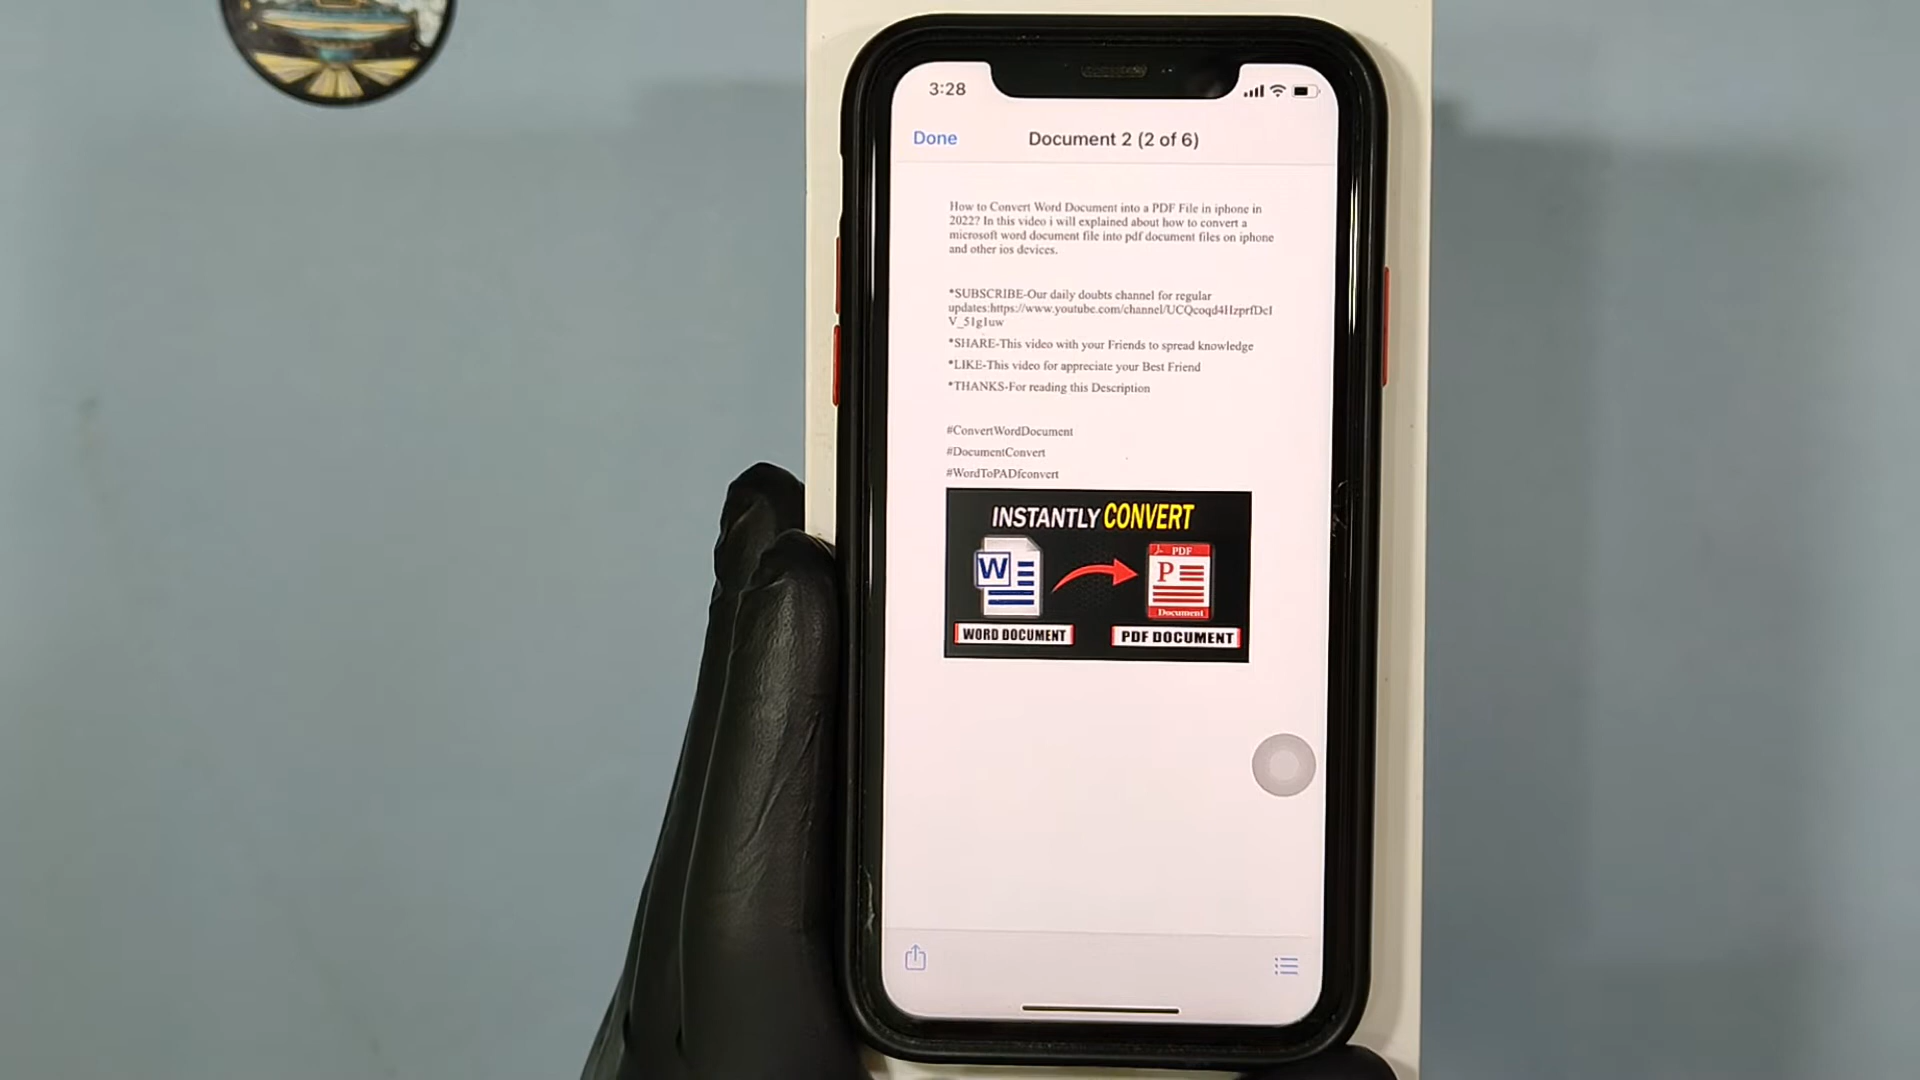 3:28
Done
Document 2 (2 of 6)
How to Convert Word Document into a PDF File in iphone in
2022? In this video i will explained about how to convert a
microsoft word document file into pdf document files on iphone
and other ios devices.
*SUBSCRIBE-Our daily doubts channel for regular
updates:https://www.youtube.com/channel/
*SHARE-This video with your Friends to spread knowledge
*LIKE-This video for appreciate your Best Friend
*THANKS-For reading this Description
#ConvertWordDocument
#DocumentConvert
#WordToPADfconvert
INSTANTLY CONVERT
W
PDF
P
Document
WORD DOCUMENT
PDF DOCUMENT